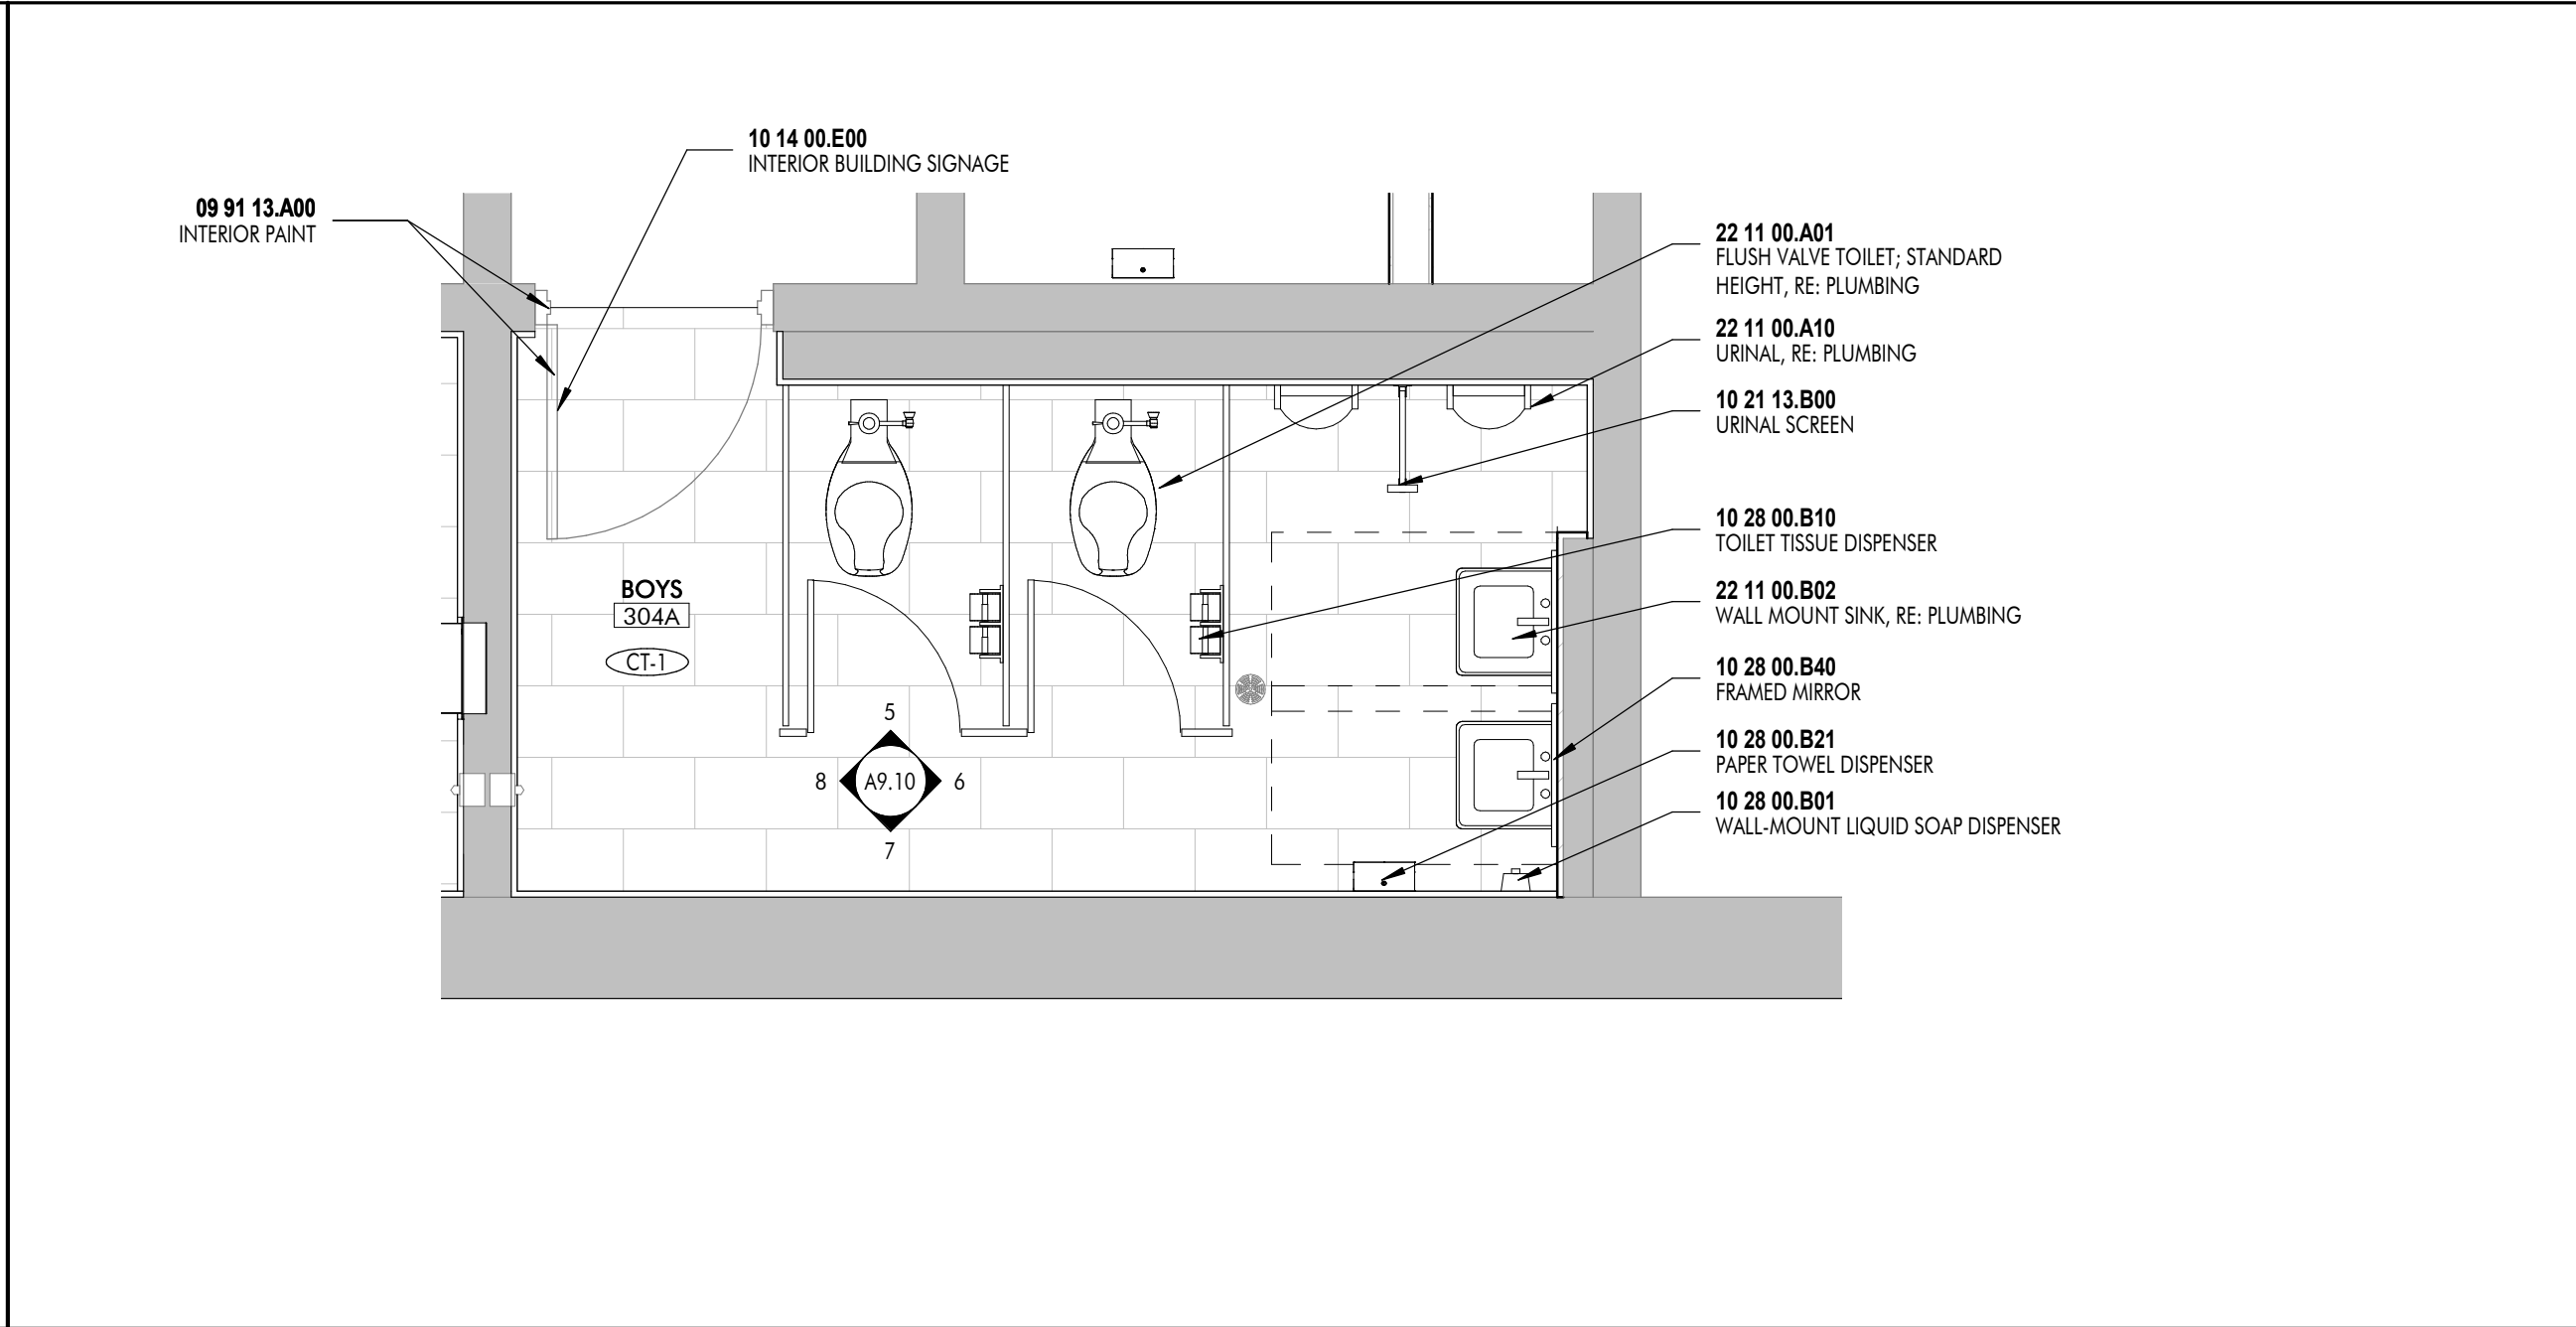 10 14 00.E00
INTERIOR BUILDING SIGNAGE
09 91 13.A00
INTERIOR PAINT
22 11 00.A01
FLUSH VALVE TOILET; STANDARD
HEIGHT, RE: PLUMBING
22 11 00.A10
URINAL, RE: PLUMBING
10 21 13.B00
URINAL SCREEN
10 28 00.B10
TOILET TISSUE DISPENSER
22 11 00.B02
WALL MOUNT SINK, RE: PLUMBING
10 28 00.B40
FRAMED MIRROR
10 28 00.B21
PAPER TOWEL DISPENSER
10 28 00.B01
WALL-MOUNT LIQUID SOAP DISPENSER
BOYS
304A
CT-1
5
8 A9.10 6
7